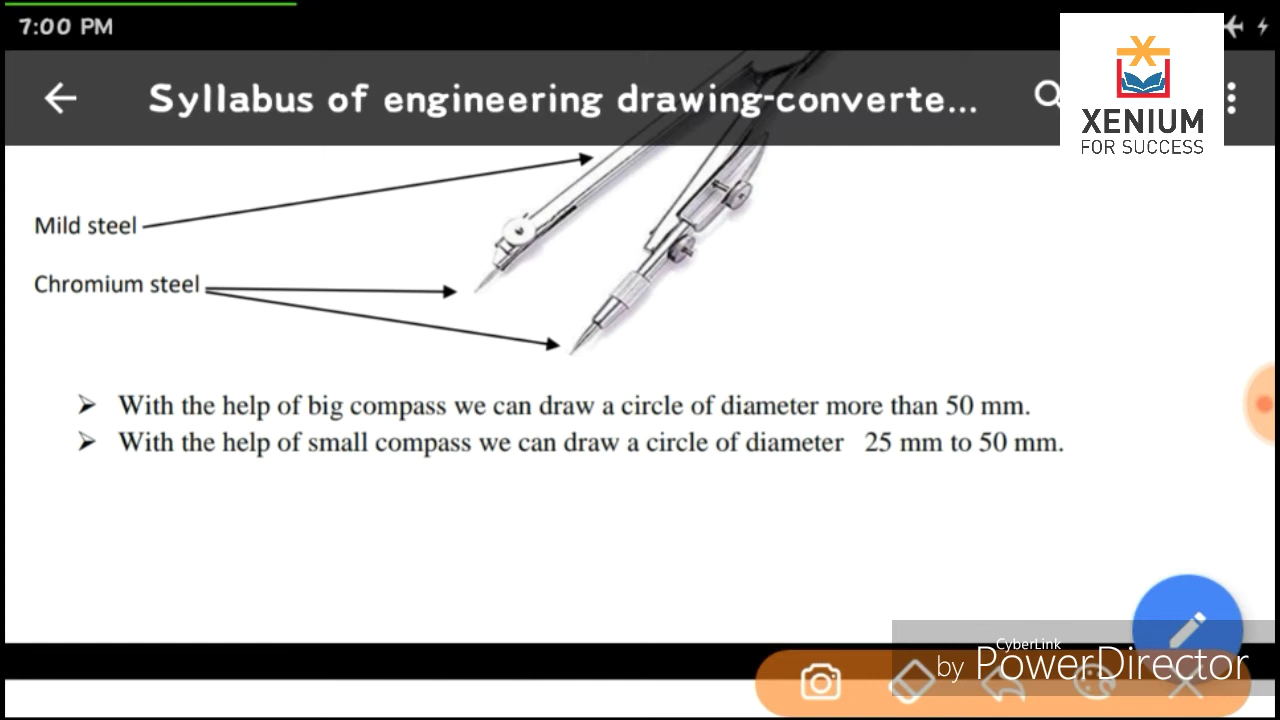 7:00 PM
Syllabus of engineering drawing-converte...
XENIUM
FOR SUCCESS
Mild steel
Chromium steel
➢ With the help of big compass we can draw a circle of diameter more than 50 mm.
➢ With the help of small compass we can draw a circle of diameter 25 mm to 50 mm.
CyberLink
by PowerDirector